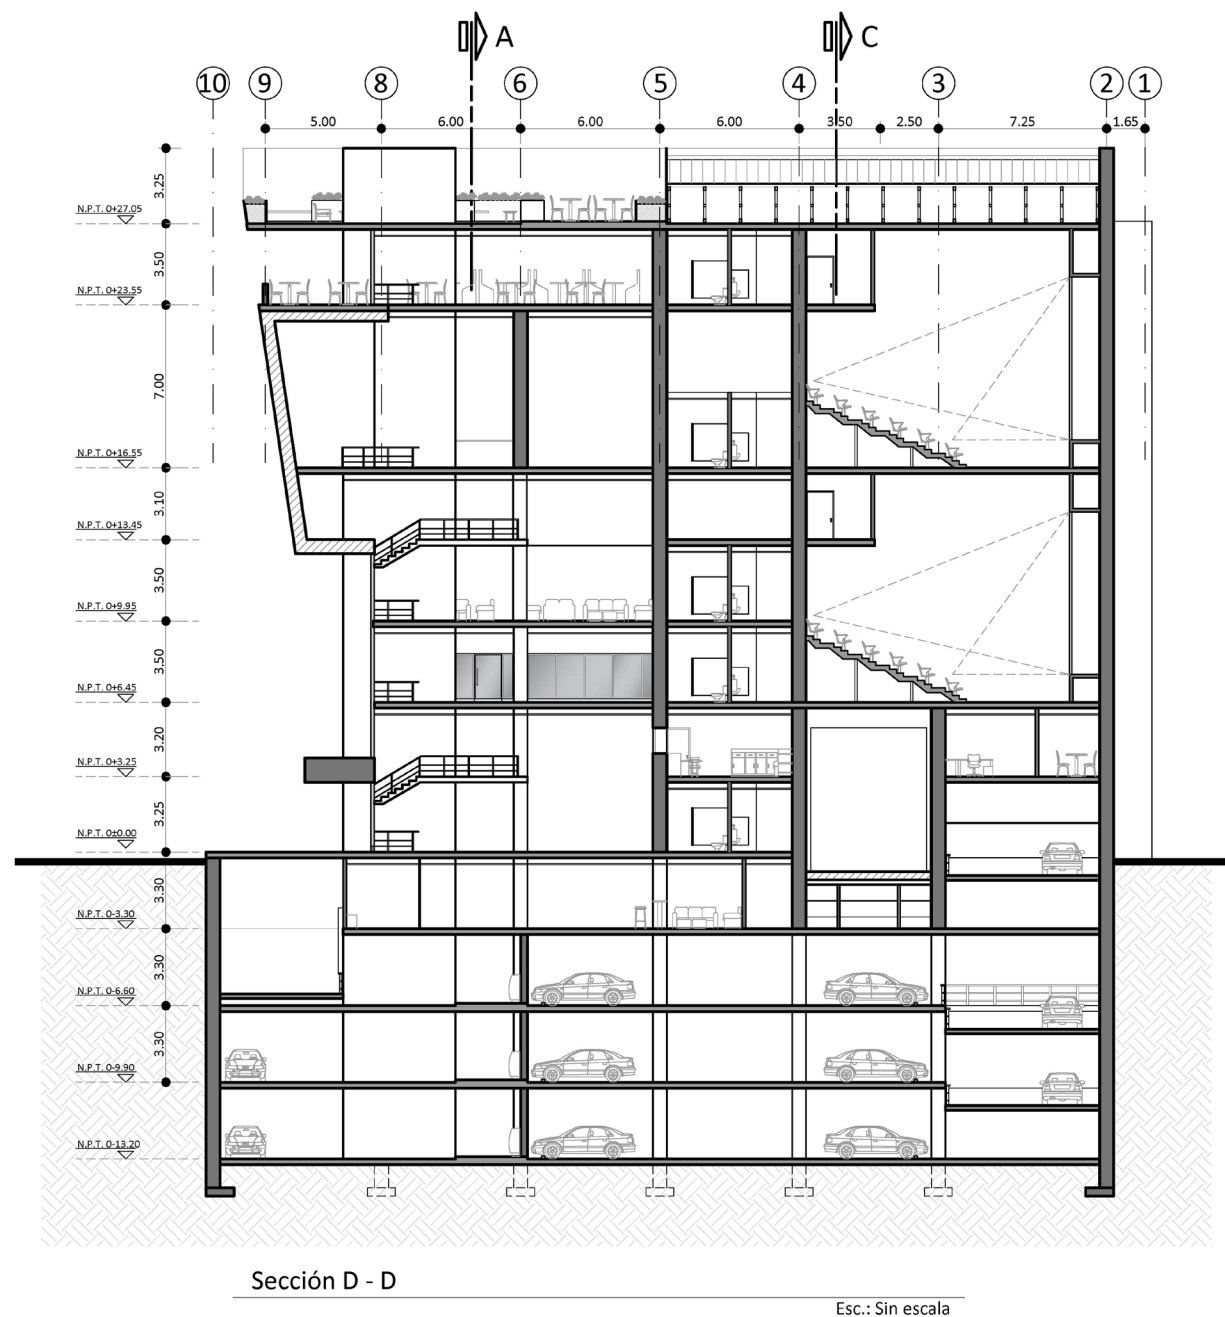 A C
10 9 8 6 5 4 3 2 1
5.00 6.00 6.00 6.00 3.50 2.50 7.25 1.65
3.25
N.P.T. 0+27.05
3.50
N.P.T. 0+23.55
7.00
N.P.T. 0+16.55
3.10
N.P.T. 0+13.45
3.50
N.P.T. 0+9.95
3.50
N.P.T. 0+6.45
3.20
N.P.T. 0+3.25
3.25
N.P.T. 0±0.00
3.30
N.P.T. 0-3.30
3.30
N.P.T. 0-6.60
3.30
N.P.T. 0-9.90
N.P.T. 0-13.20
Sección D - D
Esc.: Sin escala